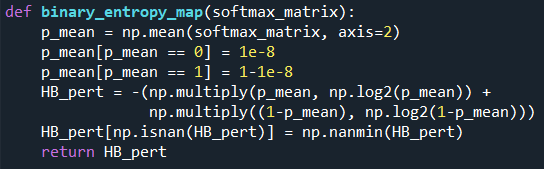 def binary_entropy_map(softmax_matrix):
    p_mean = np.mean(softmax_matrix, axis=2)
    p_mean[p_mean == 0] = 1e-8
    p_mean[p_mean == 1] = 1-1e-8
    HB_pert = -(np.multiply(p_mean, np.log2(p_mean)) +
                np.multiply((1-p_mean), np.log2(1-p_mean)))
    HB_pert[np.isnan(HB_pert)] = np.nanmin(HB_pert)
    return HB_pert